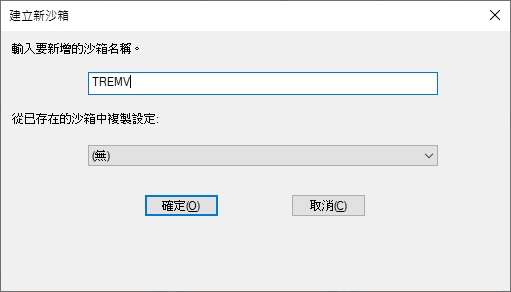 建立新沙箱
輸入要新增的沙箱名稱。
TREMV
從已存在的沙箱中複製設定:
(無)
確定(O)
取消(C)